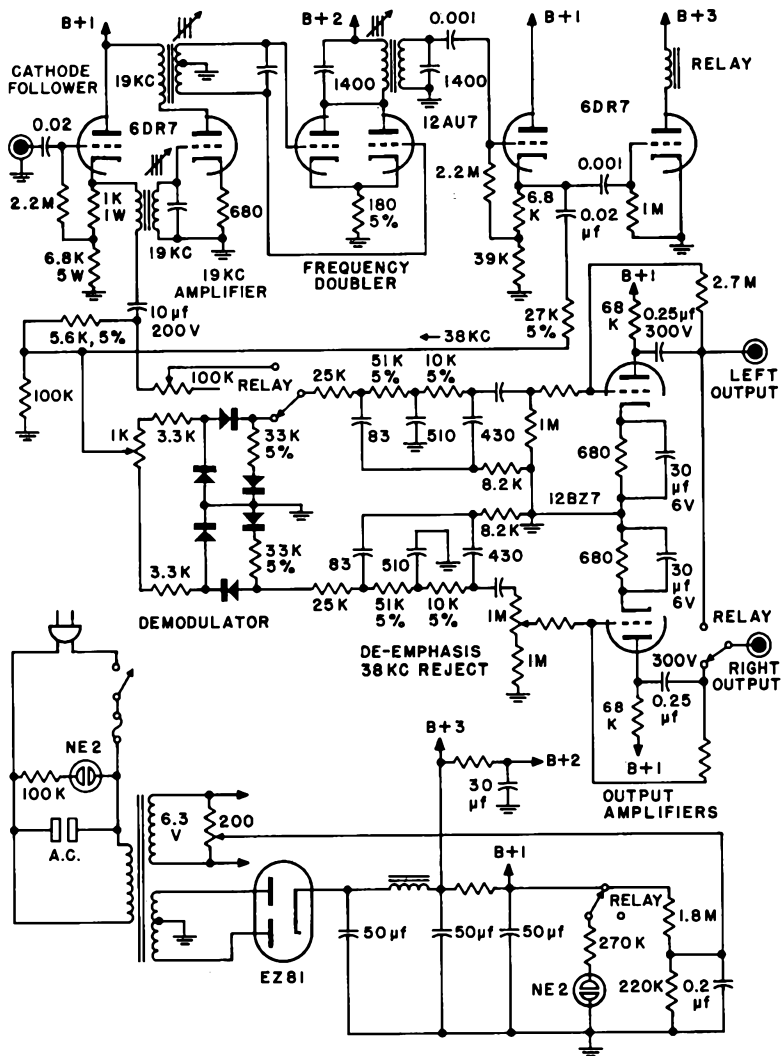 B+1
B+2
B+1
B+3
0.001
CATHODE
FOLLOWER
19KC
1400
1400
RELAY
0.02
6DR7
12AU7
6DR7
0.001
2.2M
1K
1W
19KC
680
180
5%
2.2M
6.8
K
0.02
μf
1M
6.8K
5W
19KC
AMPLIFIER
FREQUENCY
DOUBLER
39K
B+1
2.7M
10μf
200V
5.6K, 5%
38KC
27K
5%
68
K
0.25μf
300V
100K
100K
RELAY
25K
51K
5%
10K
5%
LEFT
OUTPUT
1K
3.3K
33K
5%
83
510
430
1M
680
30
μf
6V
8.2K
12BZ7
8.2K
33K
5%
83
510
430
680
30
μf
6V
3.3K
25K
51K
5%
10K
5%
1M
DEMODULATOR
DE-EMPHASIS
38KC REJECT
1M
RELAY
300V
RIGHT
OUTPUT
68
K
0.25
μf
B+1
OUTPUT
AMPLIFIERS
NE2
100K
A.C.
6.3
V
200
B+3
B+2
30
μf
B+1
RELAY
1.8M
50μf
50μf
50μf
270K
EZ81
NE2
220K
0.2
μf